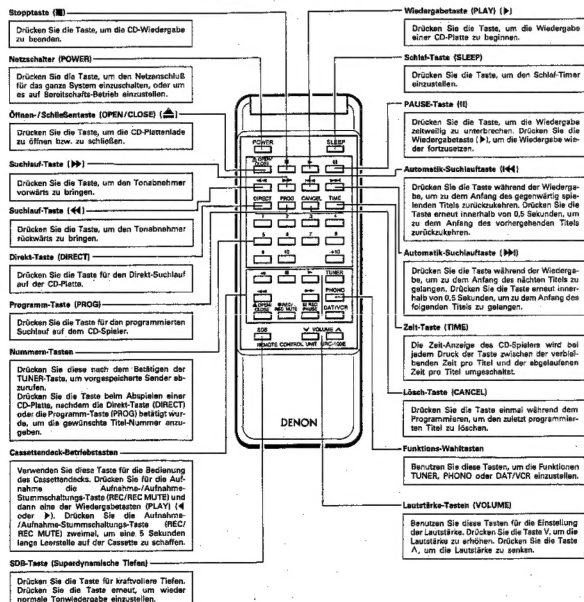 Stopptaste (■)
Drücken Sie die Taste, um die CD-Wiedergabe
zu beenden.
Netzschalter (POWER)
Drücken Sie die Taste, um den Netzanschluß
für das ganze System einzuschalten, oder um
es auf Bereitschafts-Betrieb einzustellen.
Öffnen-/Schließentaste (OPEN/CLOSE) (⏏)
Drücken Sie die Taste, um die CD-Plattenlade
zu öffnen bzw. zu schließen.
Suchlauf-Taste (▶▶)
Drücken Sie die Taste, um den Tonabnehmer
vorwärts zu bringen.
Suchlauf-Taste (◀◀)
Drücken Sie die Taste, um den Tonabnehmer
rückwärts zu bringen.
Direkt-Taste (DIRECT)
Drücken Sie die Taste für den Direkt-Suchlauf
auf der CD-Platte.
Programm-Taste (PROG)
Drücken Sie die Taste für den programmierten
Suchlauf auf dem CD-Spieler.
Nummern-Tasten
Drücken Sie diese nach dem Betätigen der
TUNER-Taste, um vorgespeicherte Sender ab-
zurufen.
Drücken Sie die Taste beim Abspielen einer
CD-Platte, nachdem die Direkt-Taste (DIRECT)
oder die Programm-Taste (PROG) betätigt wur-
de, um die gewünschte Titel-Nummer anzu-
geben.
Cassettendeck-Betriebstasten
Verwenden Sie diese Taste für die Bedienung
des Cassettendecks. Drücken Sie für die Auf-
nahme die Aufnahme-/Aufnahme-
Stummschaltungs-Taste (REC/REC MUTE) und
dann eine der Wiedergabetasten (PLAY) (◀
oder ▶). Drücken Sie die Aufnahme-
/Aufnahme-Stummschaltungs-Taste (REC/
REC MUTE) zweimal, um eine 5 Sekunden
lange Leerstelle auf der Cassette zu schaffen.
SDB-Taste (Superdynamische Tiefen)
Drücken Sie die Taste für kraftvollere Tiefen.
Drücken Sie die Taste erneut, um wieder
normale Tonwiedergabe einzustellen.
POWER SLEEP
⏏ OPEN/CLOSE ■ ▶ II
◀◀ ▶▶ I◀◀ ▶▶I
DIRECT PROG CANCEL TIME
1 2 3 4
5 6 7 8
9 10 +10
◀ ■ ▶ TUNER
◀◀ ▶▶ PHONO
⏏ OPEN/CLOSE ●REC/REC MUTE II REC PAUSE DAT/VCR
SDB ∨ VOLUME ∧
REMOTE CONTROL UNIT
DENON
Wiedergabetaste (PLAY) (▶)
Drücken Sie die Taste, um die Wiedergabe
einer CD-Platte zu beginnen.
Schlaf-Taste (SLEEP)
Drücken Sie die Taste, um den Schlaf-Timer
einzustellen.
PAUSE-Taste (II)
Drücken Sie die Taste, um die Wiedergabe
zeitweilig zu unterbrechen. Drücken Sie die
Wiedergabetaste (▶), um die Wiedergabe wie-
der fortzusetzen.
Automatik-Suchlauftaste (I◀◀)
Drücken Sie die Taste während der Wiederga-
be, um zu dem Anfang des gegenwärtig spie-
lenden Titels zurückzukehren. Drücken Sie die
Taste erneut innerhalb von 0,5 Sekunden, um
zu dem Anfang des vorhergehenden Titels
zurückzukehren.
Automatik-Suchlauftaste (▶▶I)
Drücken Sie die Taste während der Wiederga-
be, um zu dem Anfang des nächten Titels zu
gelangen. Drücken Sie die Taste erneut inner-
halb von 0,5 Sekunden, um zu dem Anfang des
folgenden Titels zu gelangen.
Zeit-Taste (TIME)
Die Zeit-Anzeige des CD-Spielers wird bei
jedem Druck der Taste zwischen der verblei-
benden Zeit pro Titel und der abgelaufenen
Zeit pro Titel umgeschaltet.
Lösch-Taste (CANCEL)
Drücken Sie die Taste einmal während dem
Programmieren, um den zuletzt programmier-
ten Titel zu löschen.
Funktions-Wahltasten
Benutzen Sie diese Tasten, um die Funktionen
TUNER, PHONO oder DAT/VCR einzustellen.
Lautstärke-Tasten (VOLUME)
Benutzen Sie diese Tasten für die Einstellung
der Lautstärke. Drücken Sie die Taste V, um die
Lautstärke zu erhöhen. Drücken Sie die Taste
Λ, um die Lautstärke zu senken.